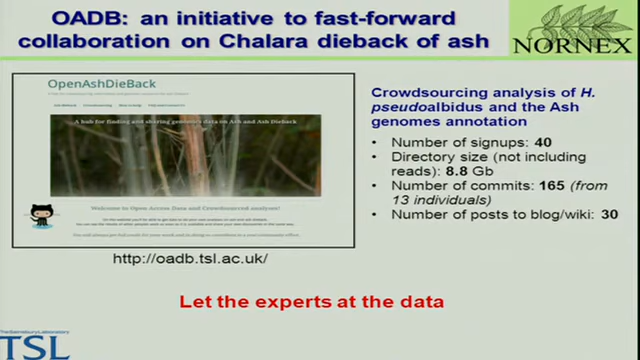 OADB: an initiative to fast-forward
collaboration on Chalara dieback of ash
NORNEX
OpenAshDieBack
A hub for finding and sharing genomics data on Ash and Ash Dieback
Welcome to Open Access Data and Crowdsourced analyses!
Crowdsourcing analysis of H.
pseudoalbidus and the Ash
genomes annotation
• Number of signups: 40
• Directory size (not including
reads): 8.8 Gb
• Number of commits: 165 (from
13 individuals)
• Number of posts to blog/wiki: 30
http://oadb.tsl.ac.uk/
Let the experts at the data
TheSainsburyLaboratory
TSL